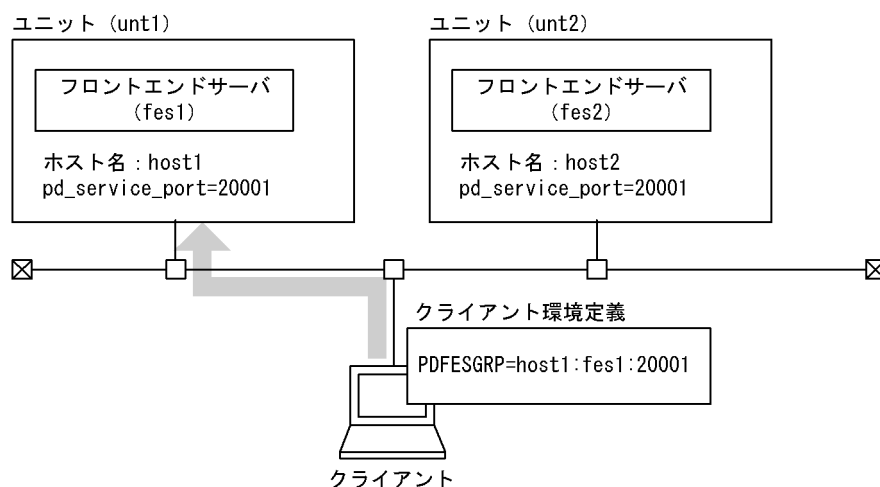 ユニット(unt1)
フロントエンドサーバ
(fes1)
ホスト名:host1
pd_service_port=20001
ユニット(unt2)
フロントエンドサーバ
(fes2)
ホスト名:host2
pd_service_port=20001
クライアント環境定義
PDFESGRP=host1:fes1:20001
クライアント